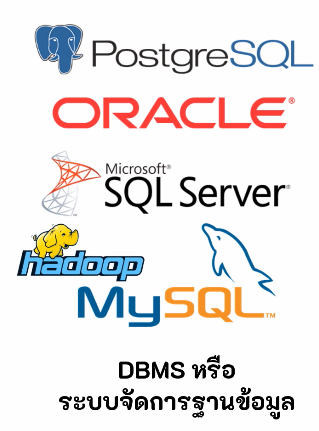 PostgreSQL
ORACLE®
Microsoft®
SQL Server®
hadoop
MySQL™
DBMS หรือ
ระบบจัดการฐานข้อมูล